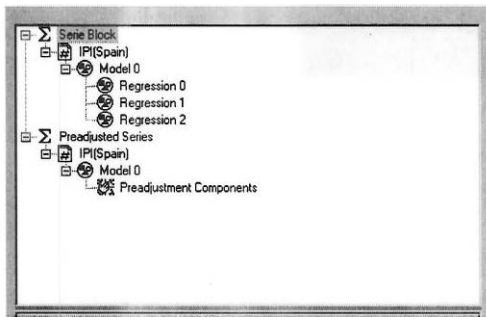 Serie Block
IPI(Spain)
Model 0
Regression 0
Regression 1
Regression 2
Preadjusted Series
IPI(Spain)
Model 0
Preadjustment Components